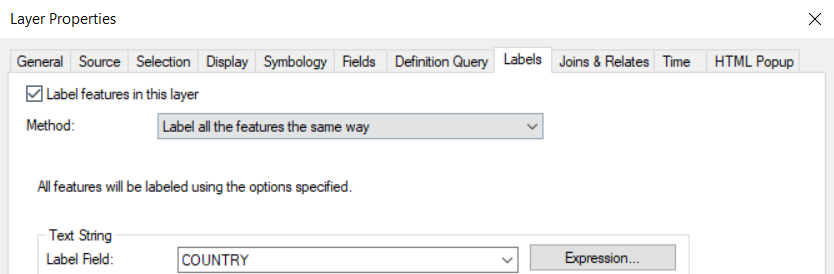 Layer Properties
General Source Selection Display Symbology Fields Definition Query Labels Joins & Relates Time HTML Popup
Label features in this layer
Method: Label all the features the same way
All features will be labeled using the options specified.
Text String
Label Field: COUNTRY Expression...